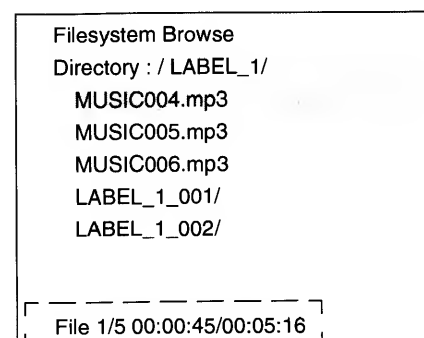 Filesystem Browse
Directory : / LABEL_1/
MUSIC004.mp3
MUSIC005.mp3
MUSIC006.mp3
LABEL_1_001/
LABEL_1_002/
File 1/5 00:00:45/00:05:16